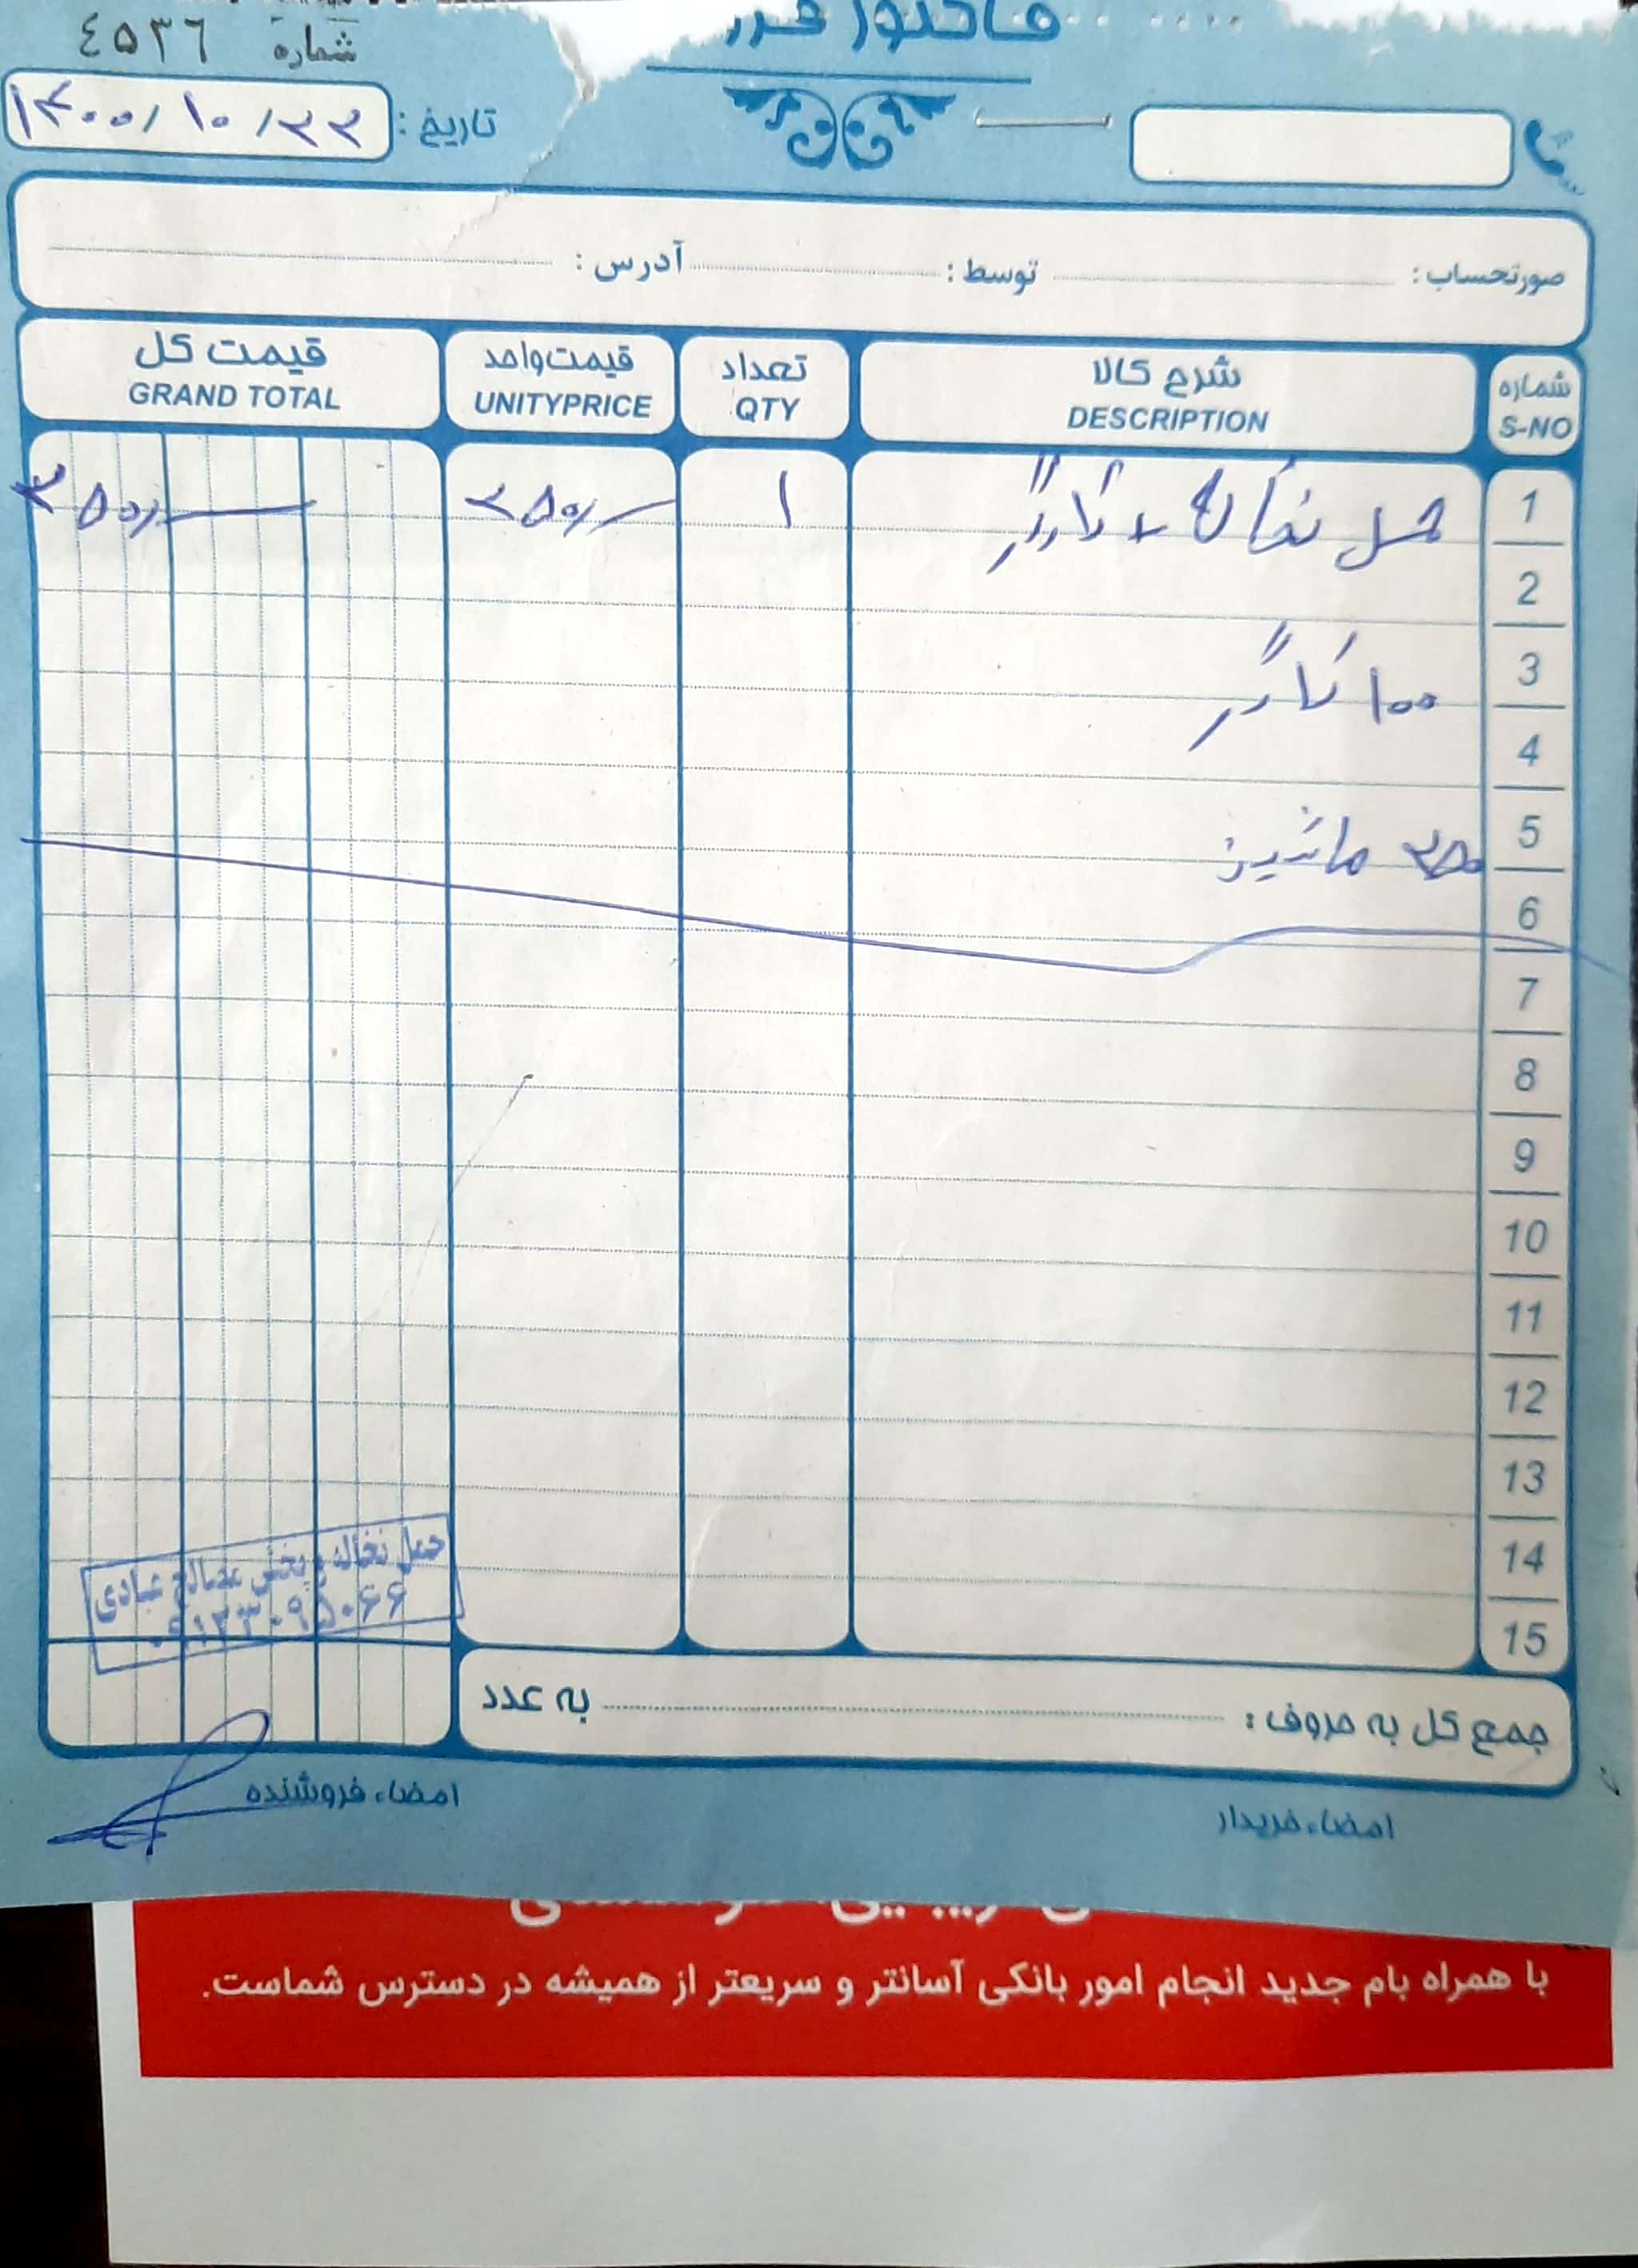 فاکتور
شماره ٤٥٣٦
تاریخ : ۱۴۰۰/۱۰/۲۲
صورتحساب : توسط : آدرس :
شماره شرح کالا تعداد قیمت واحد قیمت کل
S-NO DESCRIPTION QTY UNITYPRICE GRAND TOTAL
1 حمل نخاله + کارگر ۱ ۳۵۰/ ۳۵۰/
2
3 ۱۰۰ کارگر
4
5 ۲۵۰ ماشین
6
7
8
9
10
11
12
13
14
15
حمل نخاله و پخش مصالح عبادی
۰۹۱۳۳۰۹۵۰۶۶
جمع کل به حروف : به عدد
امضاء خریدار امضاء فروشنده
با همراه بام جدید انجام امور بانکی آسانتر و سریعتر از همیشه در دسترس شماست.